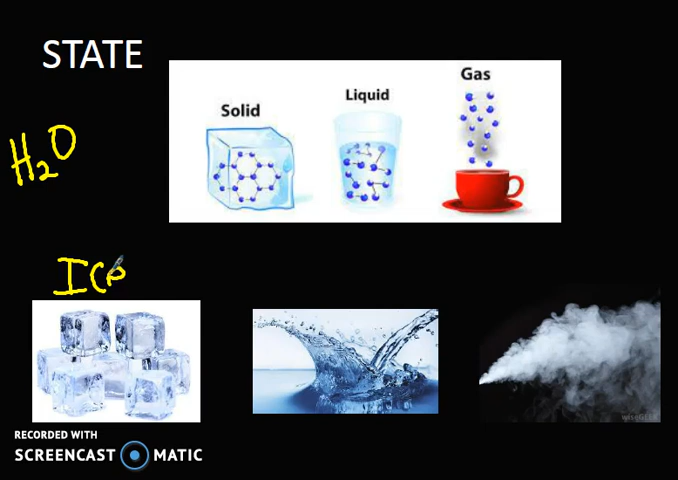 STATE
Solid
Liquid
Gas
H2O
ICe
RECORDED WITH
SCREENCAST MATIC